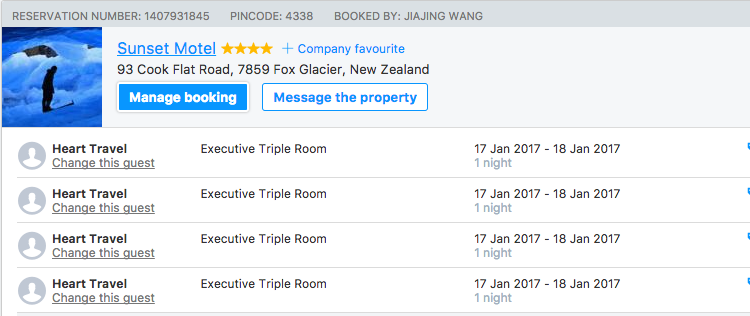 RESERVATION NUMBER: 1407931845 PINCODE: 4338 BOOKED BY: JIAJING WANG
Sunset Motel ★★★★ + Company favourite
93 Cook Flat Road, 7859 Fox Glacier, New Zealand
Manage booking Message the property
Heart Travel Executive Triple Room 17 Jan 2017 - 18 Jan 2017
Change this guest 1 night
Heart Travel Executive Triple Room 17 Jan 2017 - 18 Jan 2017
Change this guest 1 night
Heart Travel Executive Triple Room 17 Jan 2017 - 18 Jan 2017
Change this guest 1 night
Heart Travel Executive Triple Room 17 Jan 2017 - 18 Jan 2017
Change this guest 1 night